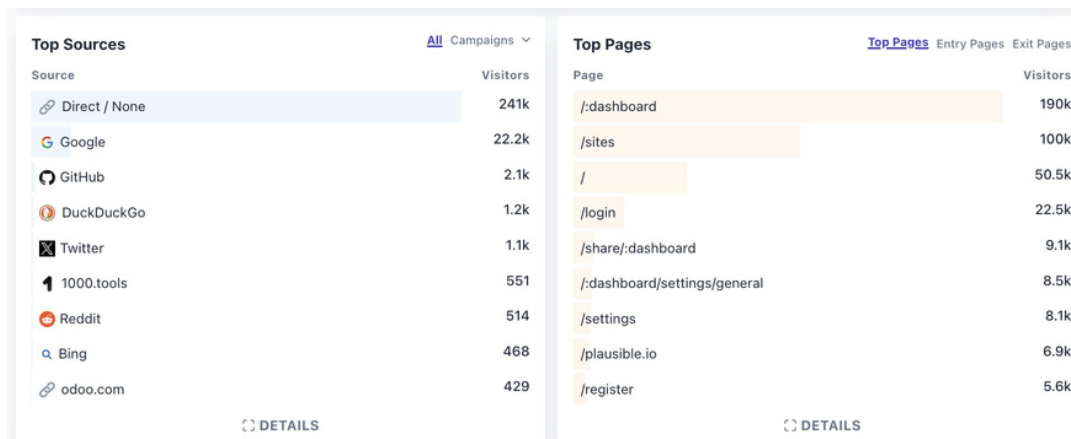 Top Sources
All Campaigns
Source Visitors
Direct / None 241k
Google 22.2k
GitHub 2.1k
DuckDuckGo 1.2k
Twitter 1.1k
1000.tools 551
Reddit 514
Bing 468
odoo.com 429
DETAILS
Top Pages
Top Pages Entry Pages Exit Pages
Page Visitors
/:dashboard 190k
/sites 100k
/ 50.5k
/login 22.5k
/share/:dashboard 9.1k
/:dashboard/settings/general 8.5k
/settings 8.1k
/plausible.io 6.9k
/register 5.6k
DETAILS